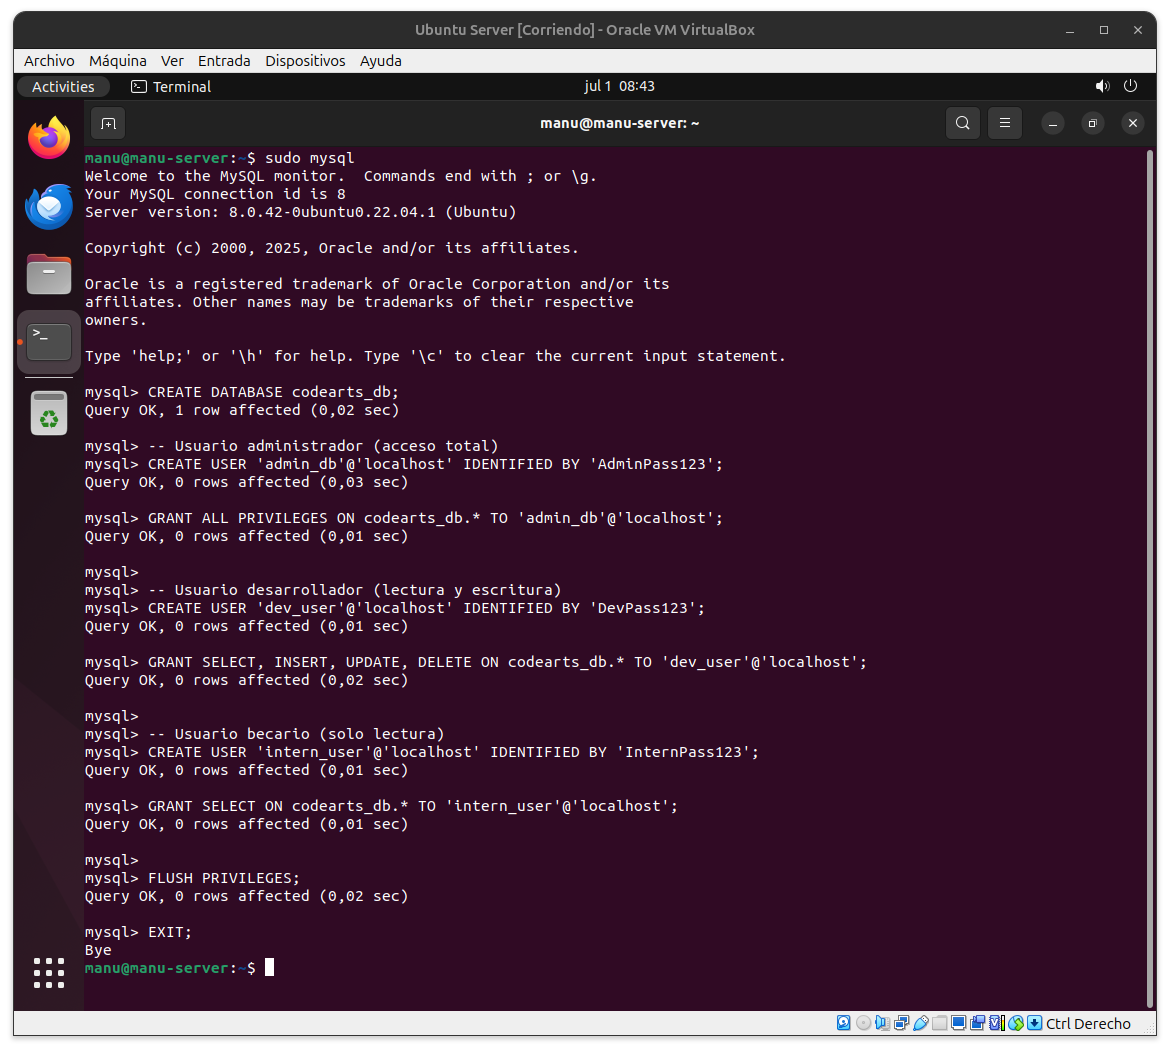 Ubuntu Server [Corriendo] - Oracle VM VirtualBox
Archivo Máquina Ver Entrada Dispositivos Ayuda
Activities Terminal jul 1 08:43
manu@manu-server: ~
manu@manu-server:~$ sudo mysql
Welcome to the MySQL monitor.  Commands end with ; or \g.
Your MySQL connection id is 8
Server version: 8.0.42-0ubuntu0.22.04.1 (Ubuntu)
Copyright (c) 2000, 2025, Oracle and/or its affiliates.
Oracle is a registered trademark of Oracle Corporation and/or its
affiliates. Other names may be trademarks of their respective
owners.
Type 'help;' or '\h' for help. Type '\c' to clear the current input statement.
mysql> CREATE DATABASE codearts_db;
Query OK, 1 row affected (0,02 sec)
mysql> -- Usuario administrador (acceso total)
mysql> CREATE USER 'admin_db'@'localhost' IDENTIFIED BY 'AdminPass123';
Query OK, 0 rows affected (0,03 sec)
mysql> GRANT ALL PRIVILEGES ON codearts_db.* TO 'admin_db'@'localhost';
Query OK, 0 rows affected (0,01 sec)
mysql>
mysql> -- Usuario desarrollador (lectura y escritura)
mysql> CREATE USER 'dev_user'@'localhost' IDENTIFIED BY 'DevPass123';
Query OK, 0 rows affected (0,01 sec)
mysql> GRANT SELECT, INSERT, UPDATE, DELETE ON codearts_db.* TO 'dev_user'@'localhost';
Query OK, 0 rows affected (0,02 sec)
mysql>
mysql> -- Usuario becario (solo lectura)
mysql> CREATE USER 'intern_user'@'localhost' IDENTIFIED BY 'InternPass123';
Query OK, 0 rows affected (0,01 sec)
mysql> GRANT SELECT ON codearts_db.* TO 'intern_user'@'localhost';
Query OK, 0 rows affected (0,01 sec)
mysql>
mysql> FLUSH PRIVILEGES;
Query OK, 0 rows affected (0,02 sec)
mysql> EXIT;
Bye
manu@manu-server:~$
Ctrl Derecho